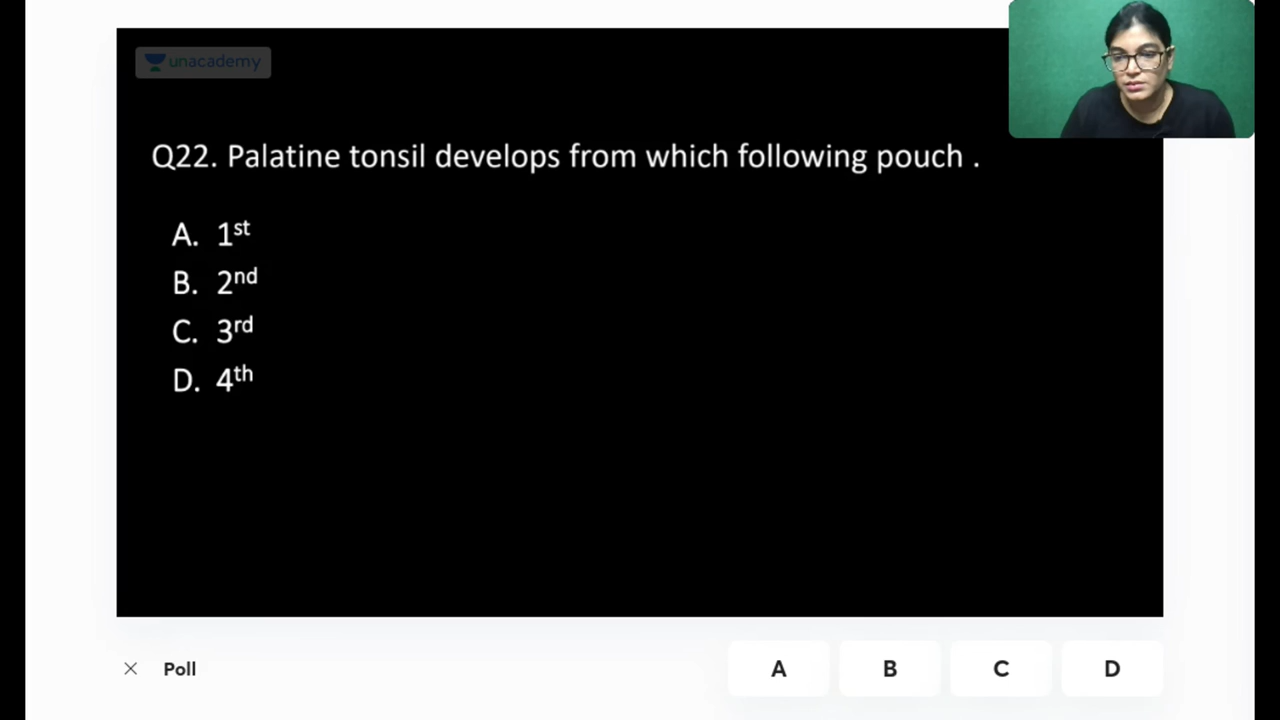 unacademy
Q22. Palatine tonsil develops from which following pouch .
A. 1st
B. 2nd
C. 3rd
D. 4th
Poll
A
B
C
D